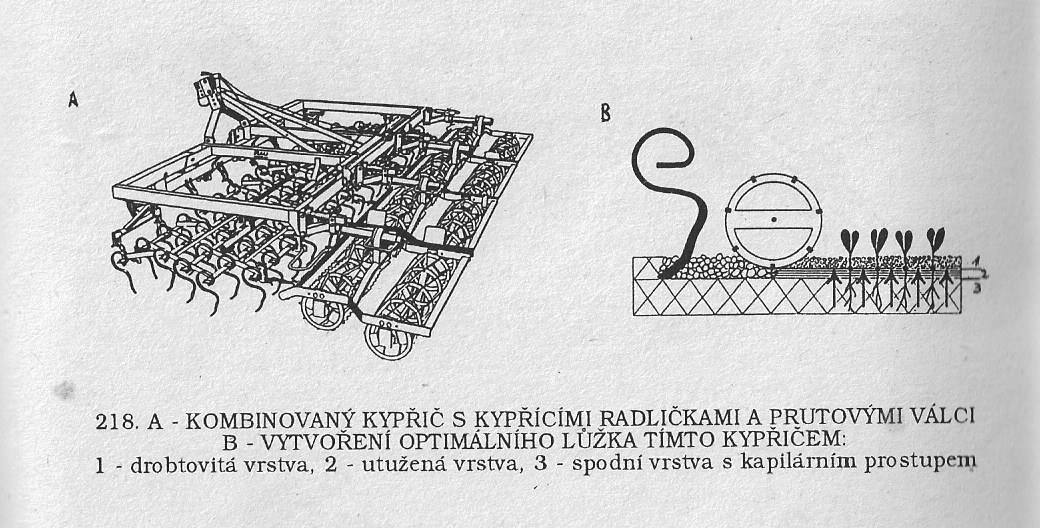 A
B
1
2
3
218. A - KOMBINOVANÝ KYPŘIČ S KYPŘÍCÍMI RADLIČKAMI A PRUTOVÝMI VÁLCI
B - VYTVOŘENÍ OPTIMÁLNÍHO LŮŽKA TÍMTO KYPŘIČEM:
1 - drobtovitá vrstva, 2 - utužená vrstva, 3 - spodní vrstva s kapilárním prostupem